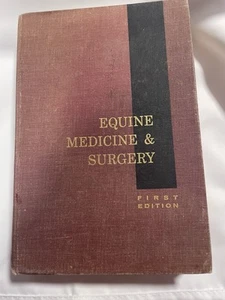 EQUINE
MEDICINE &
SURGERY
FIRST
EDITION